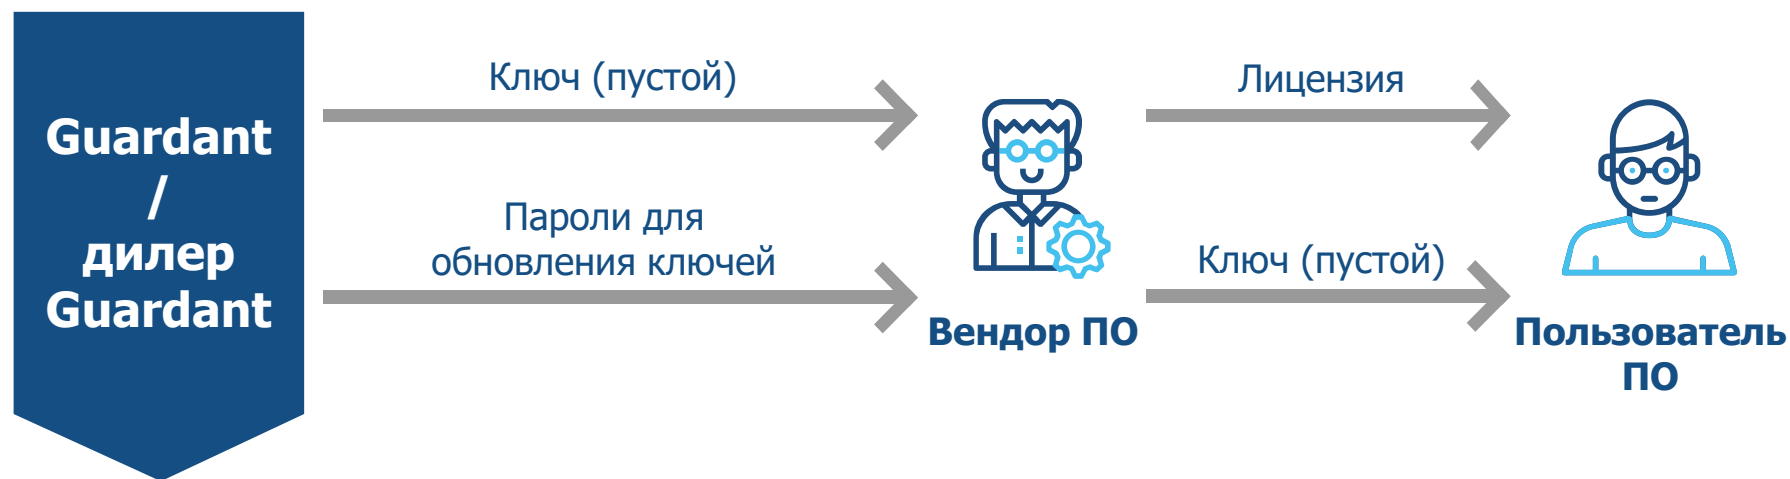 Guardant
/
дилер
Guardant
Ключ (пустой)
Пароли для
обновления ключей
Вендор ПО
Лицензия
Ключ (пустой)
Пользователь
ПО